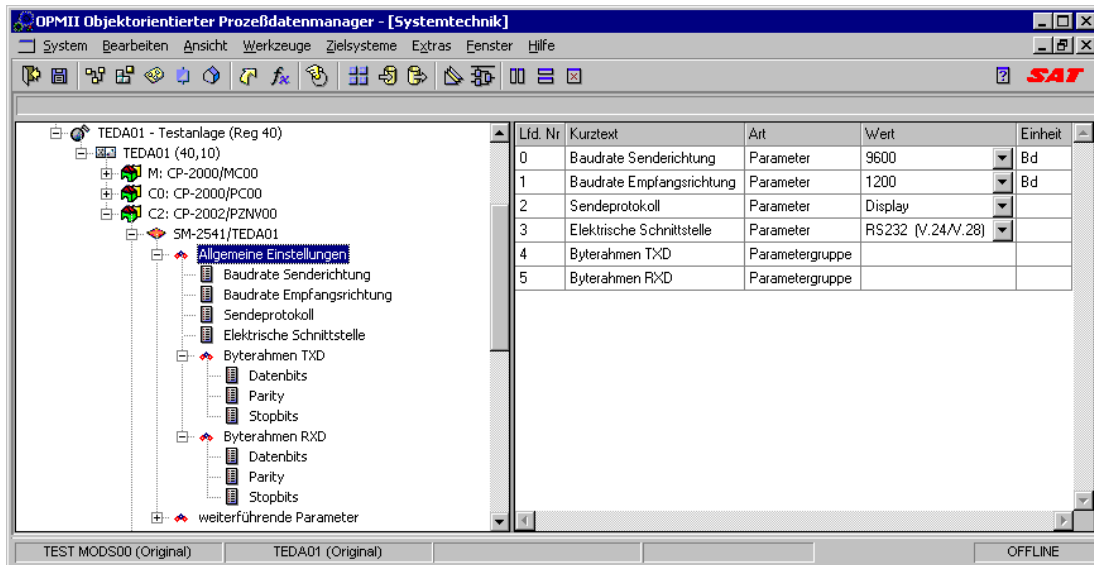 OPMII Objektorientierter Prozeßdatenmanager - [Systemtechnik]
System Bearbeiten Ansicht Werkzeuge Zielsysteme Extras Fenster Hilfe
SAT
TEDA01 - Testanlage (Reg 40)
TEDA01 (40,10)
M: CP-2000/MC00
C0: CP-2000/PC00
C2: CP-2002/PZNV00
SM-2541/TEDA01
Allgemeine Einstellungen
Baudrate Senderichtung
Baudrate Empfangsrichtung
Sendeprotokoll
Elektrische Schnittstelle
Byterahmen TXD
Datenbits
Parity
Stopbits
Byterahmen RXD
Datenbits
Parity
Stopbits
weiterführende Parameter
Lfd. Nr Kurztext Art Wert Einheit
0 Baudrate Senderichtung Parameter 9600 Bd
1 Baudrate Empfangsrichtung Parameter 1200 Bd
2 Sendeprotokoll Parameter Display
3 Elektrische Schnittstelle Parameter RS232 (V.24/V.28)
4 Byterahmen TXD Parametergruppe
5 Byterahmen RXD Parametergruppe
TEST MODS00 (Original) TEDA01 (Original) OFFLINE